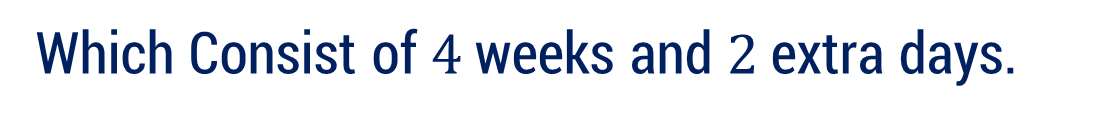 Which Consist of 4 weeks and 2 extra days.